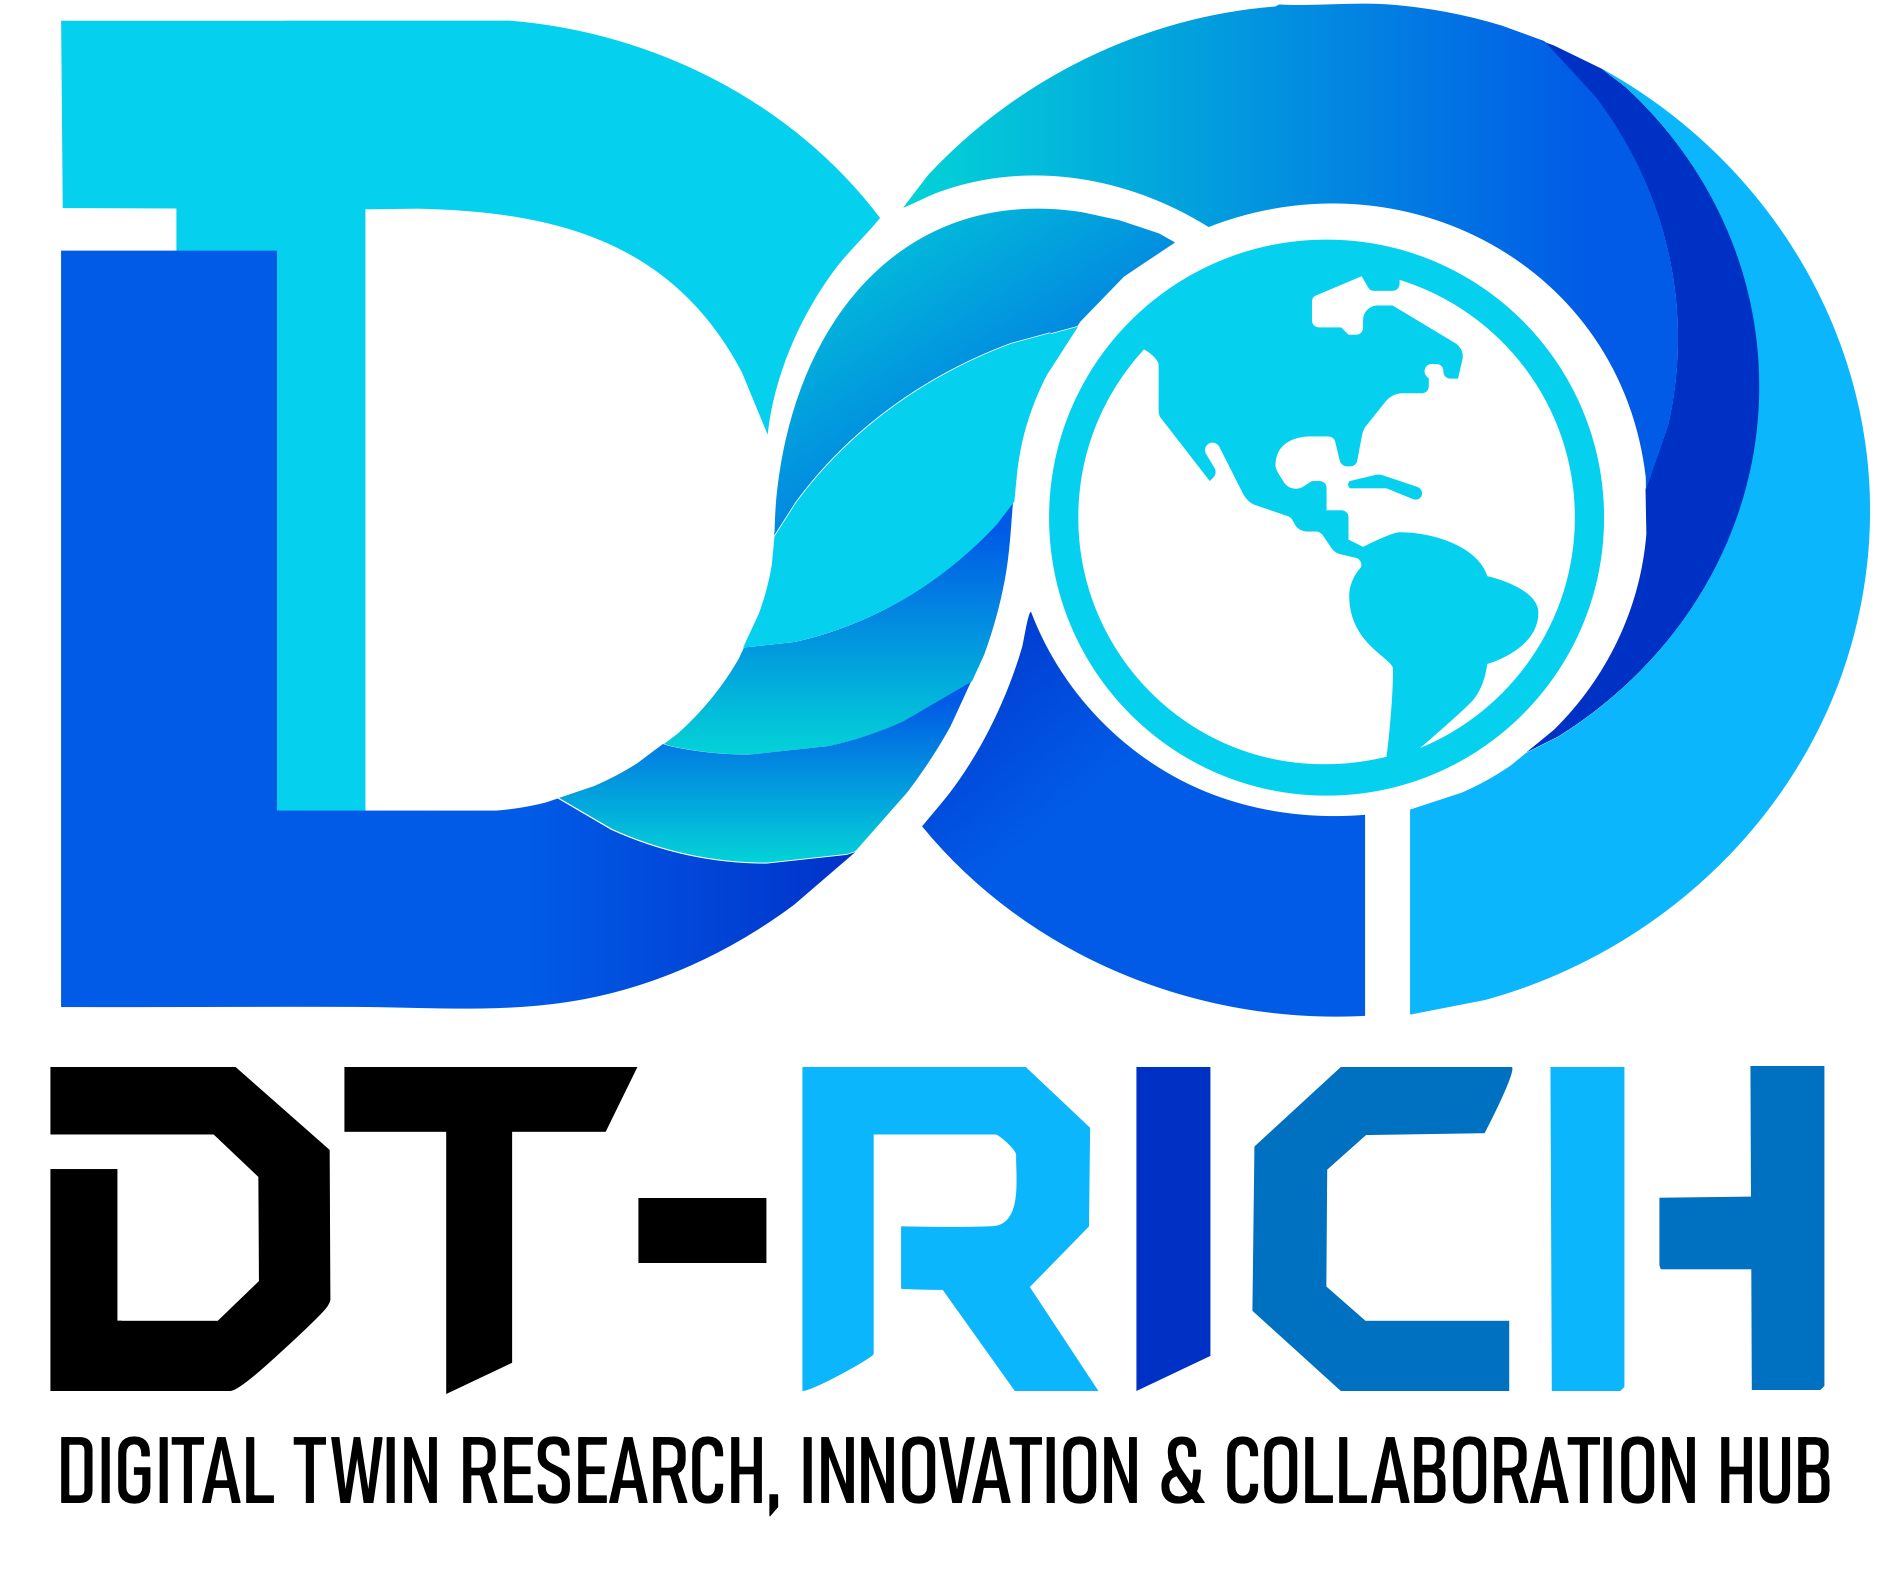 DT-RICH
DIGITAL TWIN RESEARCH, INNOVATION & COLLABORATION HUB